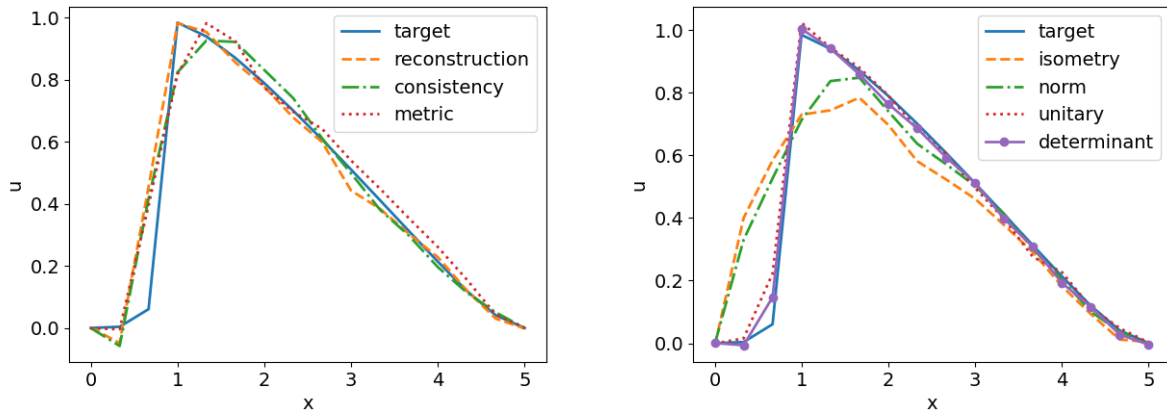 1.0
0.8
0.6
0.4
0.2
0.0
u
0 1 2 3 4 5
x
target
reconstruction
consistency
metric
1.0
0.8
0.6
0.4
0.2
0.0
u
0 1 2 3 4 5
x
target
isometry
norm
unitary
determinant